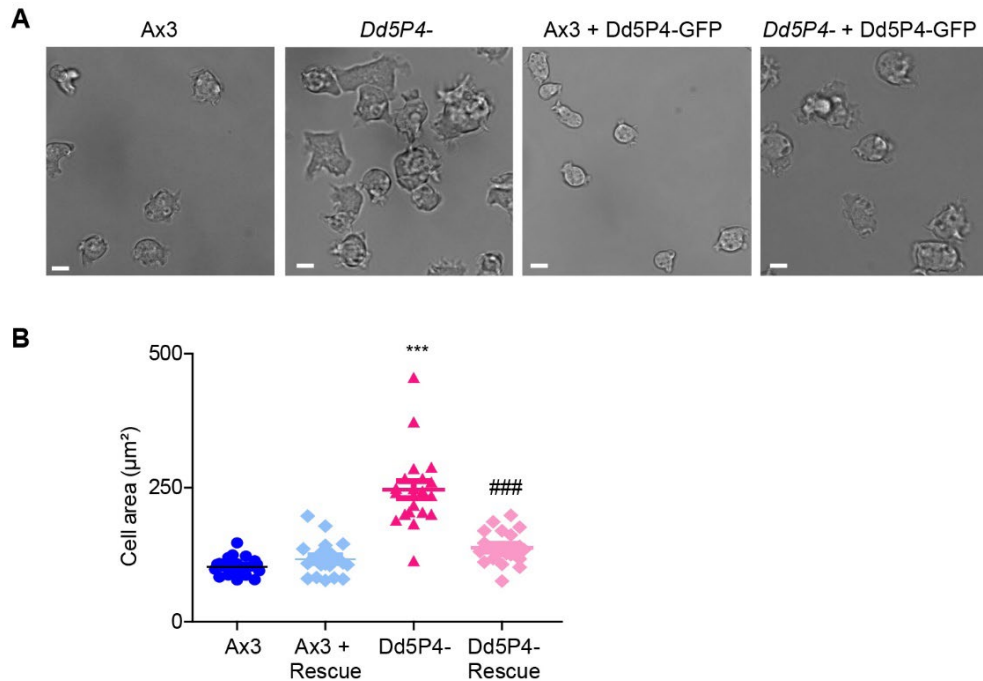 A
Ax3
Dd5P4-
Ax3 + Dd5P4-GFP
Dd5P4- + Dd5P4-GFP
B
Cell area (µm²)
500
250
0
***
###
Ax3
Ax3 +
Rescue
Dd5P4-
Dd5P4-
Rescue